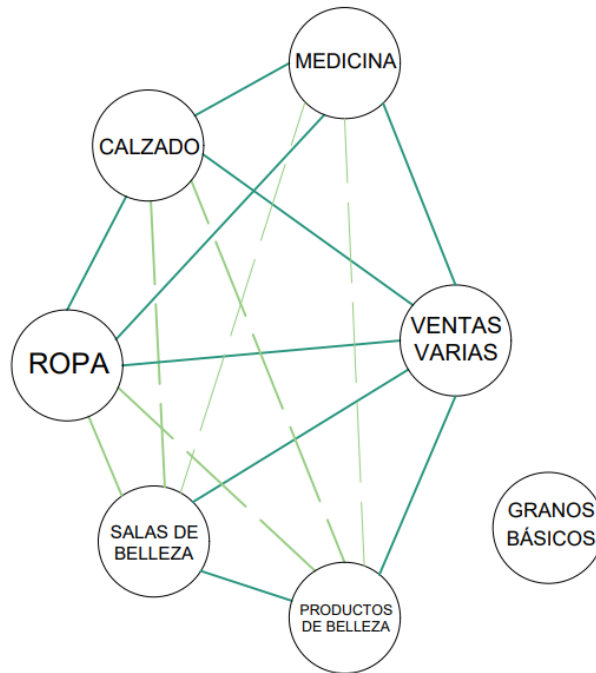 MEDICINA
CALZADO
VENTAS
VARIAS
ROPA
GRANOS
BÁSICOS
SALAS DE
BELLEZA
PRODUCTOS
DE BELLEZA